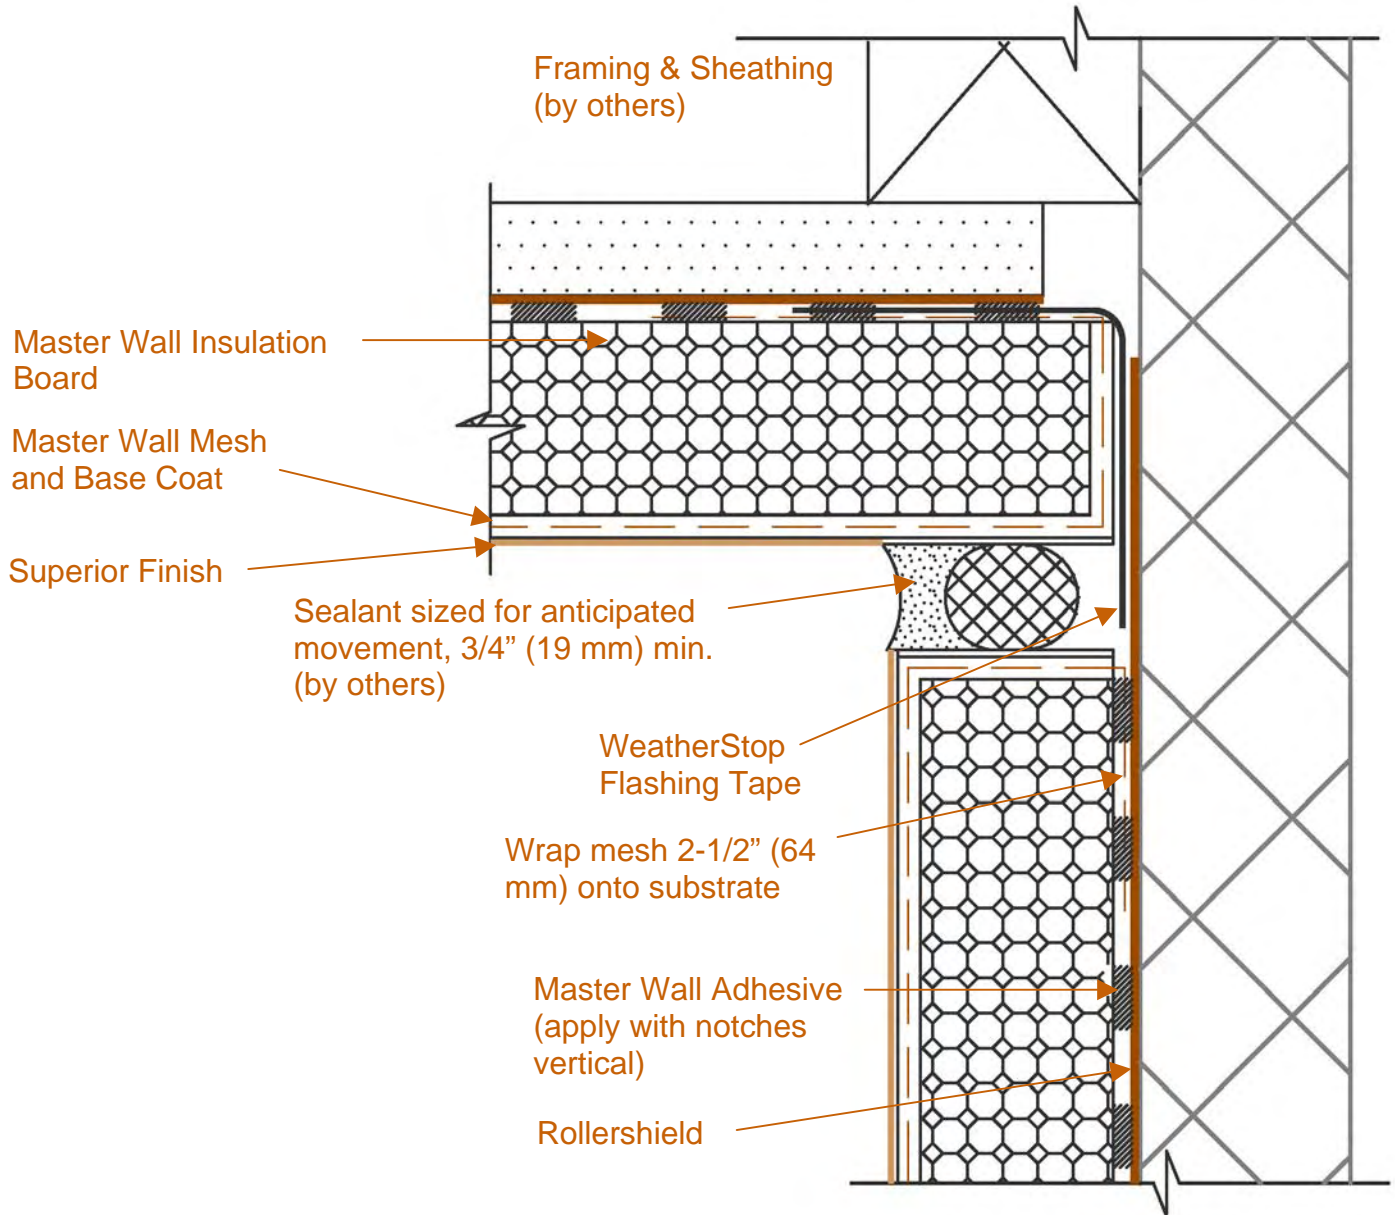 Framing & Sheathing
(by others)
Master Wall Insulation
Board
Master Wall Mesh
and Base Coat
Superior Finish
Sealant sized for anticipated
movement, 3/4” (19 mm) min.
(by others)
WeatherStop
Flashing Tape
Wrap mesh 2-1/2” (64
mm) onto substrate
Master Wall Adhesive
(apply with notches
vertical)
Rollershield